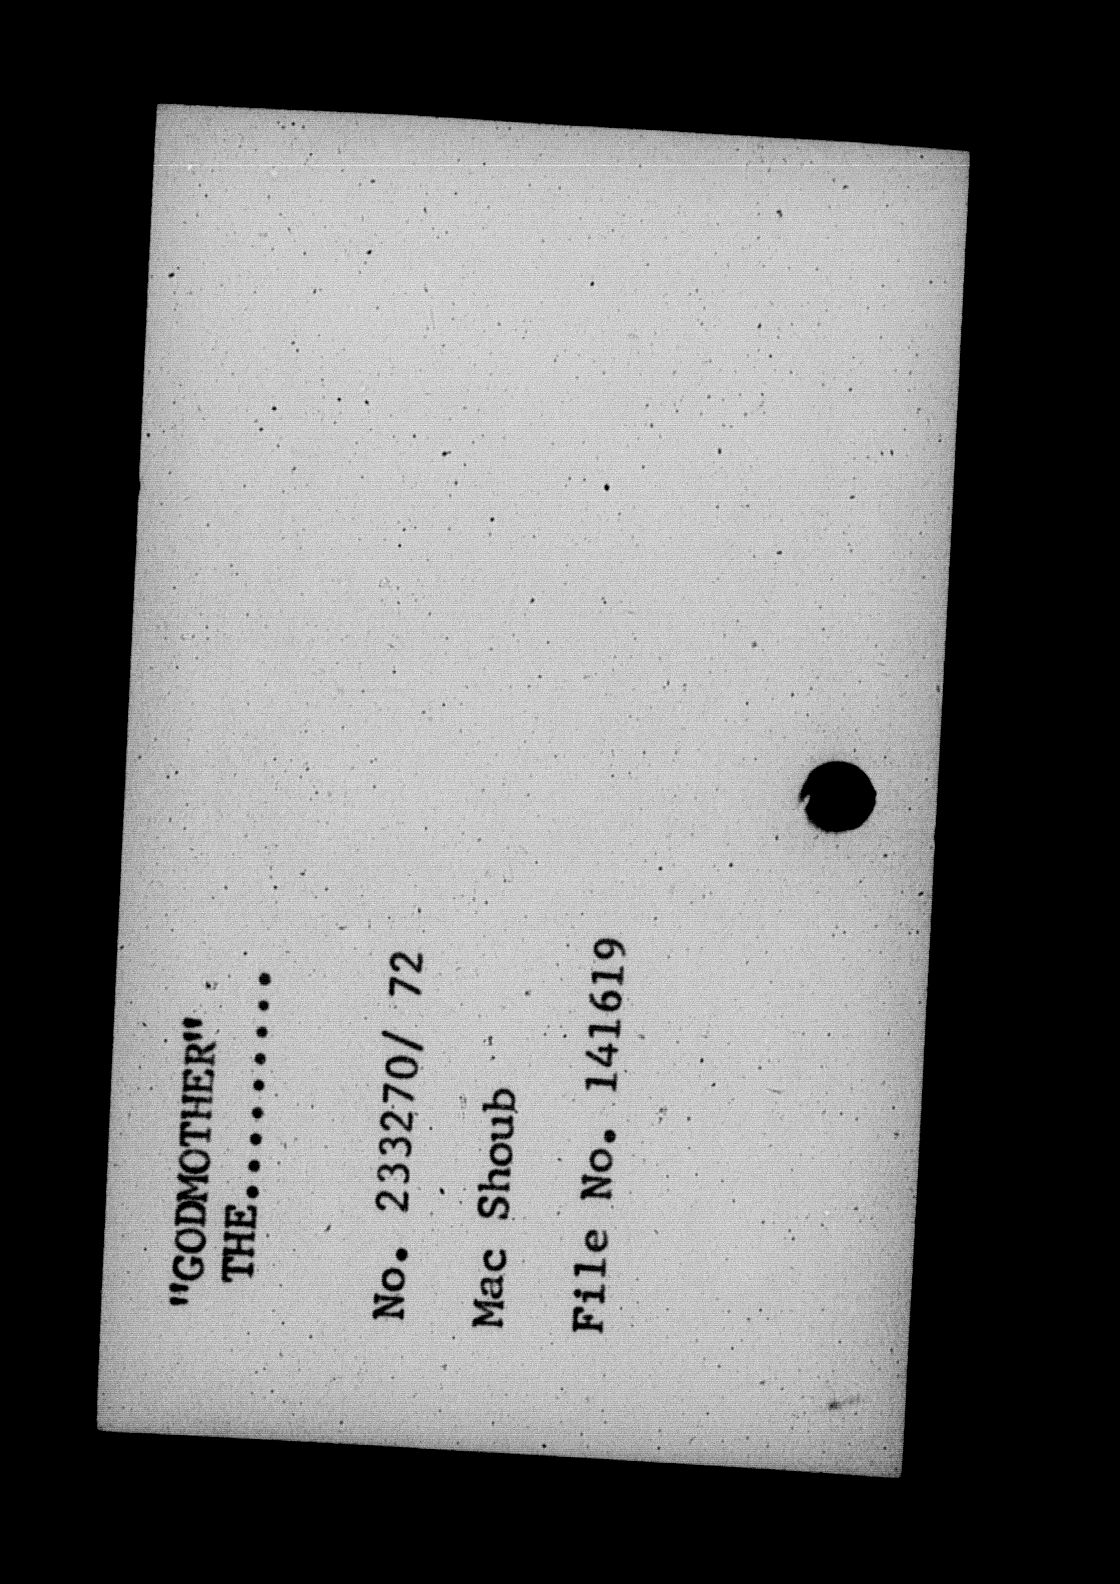 "GODMOTHER"
THE.........
No. 233270/ 72
Mac Shoub
File No. 141619